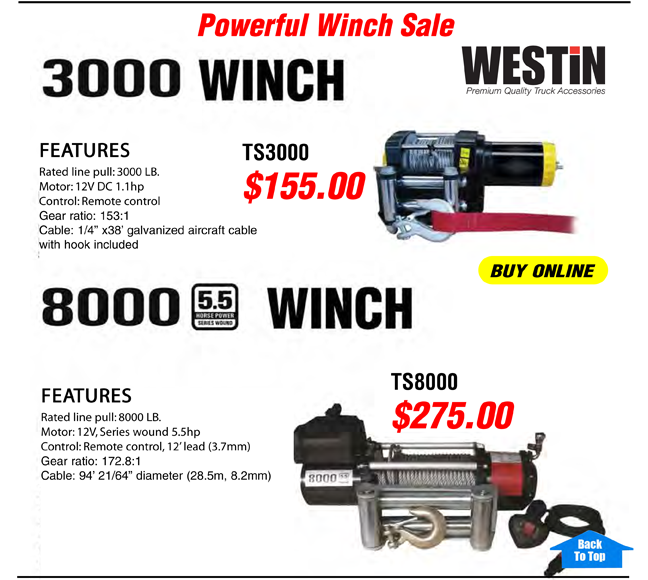 Powerful Winch Sale
3000 WINCH
WESTiN
Premium Quality Truck Accessories
FEATURES
Rated line pull: 3000 LB.
Motor: 12V DC 1.1hp
Control: Remote control
Gear ratio: 153:1
Cable: 1/4” x38’ galvanized aircraft cable
with hook included
TS3000
$155.00
BUY ONLINE
8000 5.5 WINCH
HORSE POWER
SERIES WOUND
FEATURES
Rated line pull: 8000 LB.
Motor: 12V, Series wound 5.5hp
Control: Remote control, 12’ lead (3.7mm)
Gear ratio: 172.8:1
Cable: 94’ 21/64” diameter (28.5m, 8.2mm)
TS8000
$275.00
8000 5.5
Back
To Top